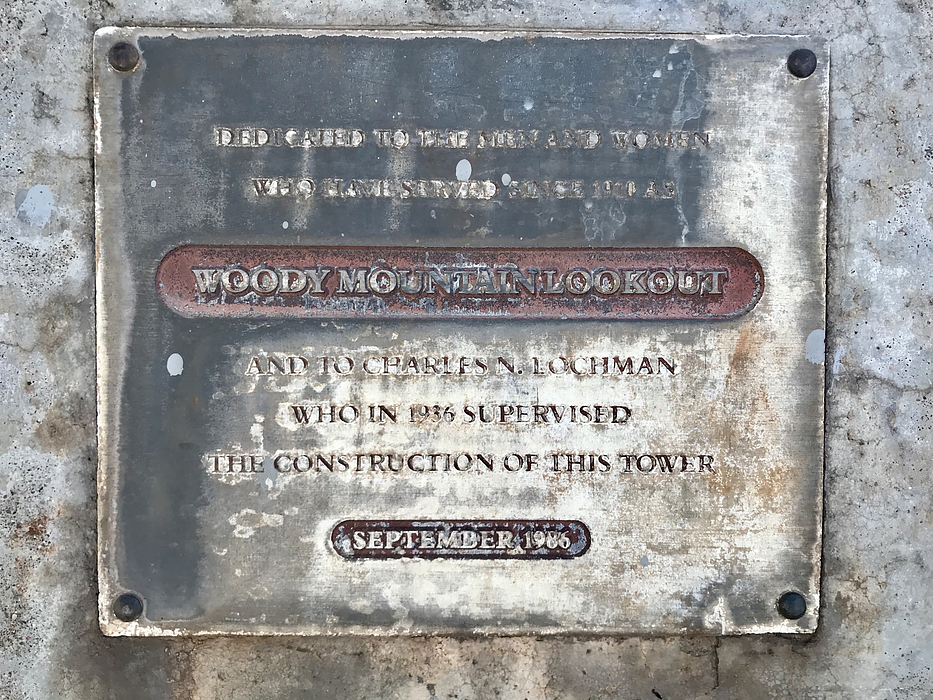 DEDICATED TO THE MEN AND WOMEN
WHO HAVE SERVED SINCE 1910 AS
WOODY MOUNTAIN LOOKOUT
AND TO CHARLES N. LOCHMAN
WHO IN 1936 SUPERVISED
THE CONSTRUCTION OF THIS TOWER
SEPTEMBER 1986